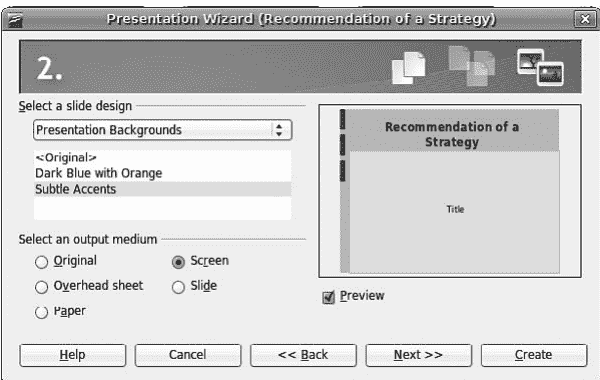 Presentation Wizard (Recommendation of a Strategy)
2.
Select a slide design
Presentation Backgrounds
<Original>
Dark Blue with Orange
Subtle Accents
Recommendation of a
Strategy
Title
Select an output medium
Original
Screen
Overhead sheet
Slide
Paper
Preview
Help
Cancel
<< Back
Next >>
Create